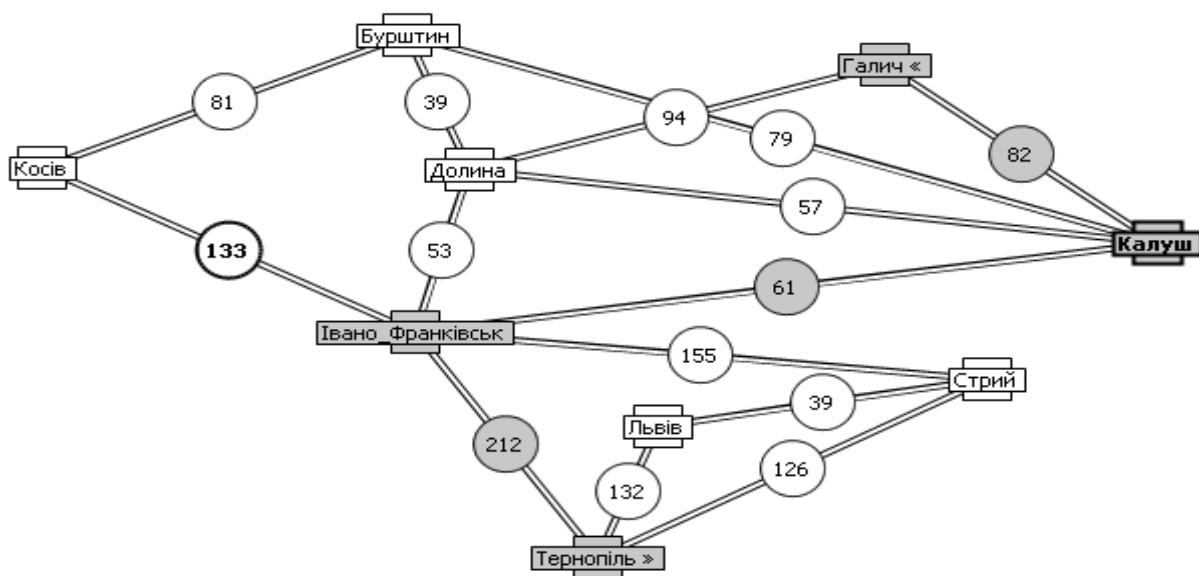 Бурштин
Галич «
81
39
94
79
82
Косів
Долина
57
133
53
Калуш
61
Івано_Франківськ
155
Стрий
39
Львів
212
126
132
Тернопіль »